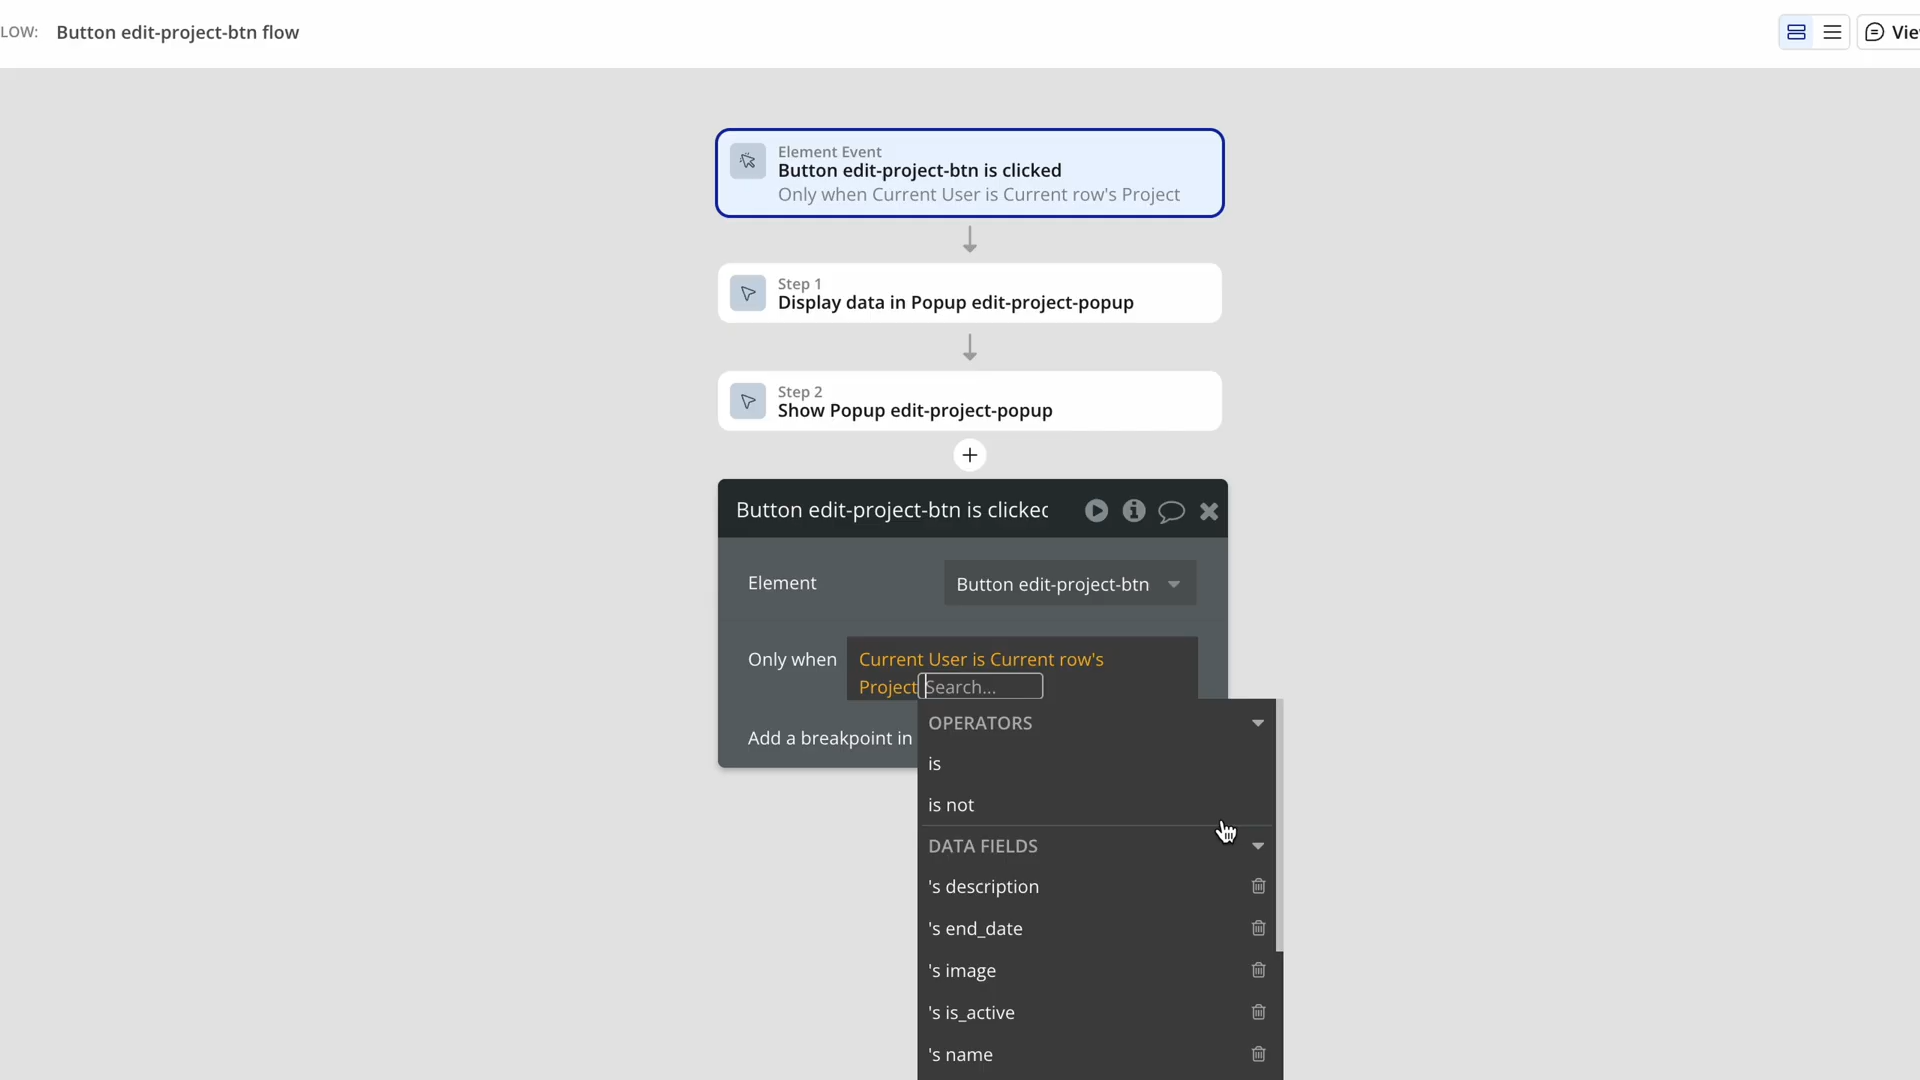 LOW: Button edit-project-btn flow
Vie
Element Event
Button edit-project-btn is clicked
Only when Current User is Current row's Project
Step 1
Display data in Popup edit-project-popup
Step 2
Show Popup edit-project-popup
Button edit-project-btn is clicked
Element
Button edit-project-btn
Only when
Current User is Current row's
Project Search...
Add a breakpoint in
OPERATORS
is
is not
DATA FIELDS
's description
's end_date
's image
's is_active
's name